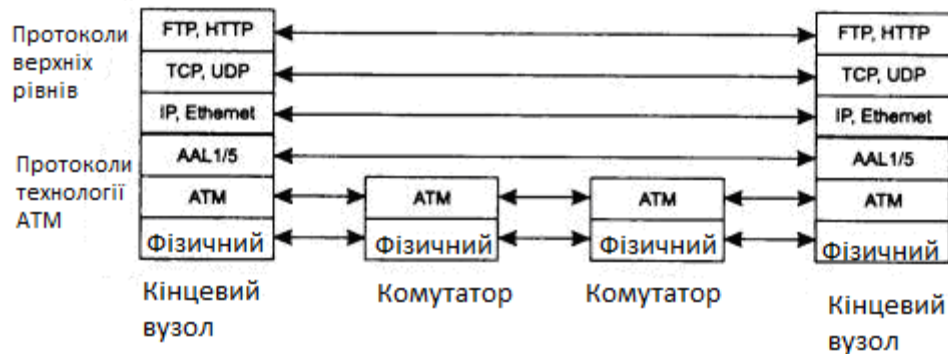 Протоколи
верхніх
рівнів
FTP, HTTP
FTP, HTTP
TCP, UDP
TCP, UDP
IP, Ethernet
IP, Ethernet
Протоколи
технології
АТМ
AAL1/5
AAL1/5
ATM
ATM
ATM
ATM
Фізичний
Фізичний
Фізичний
Фізичний
Кінцевий
вузол
Комутатор
Комутатор
Кінцевий
вузол